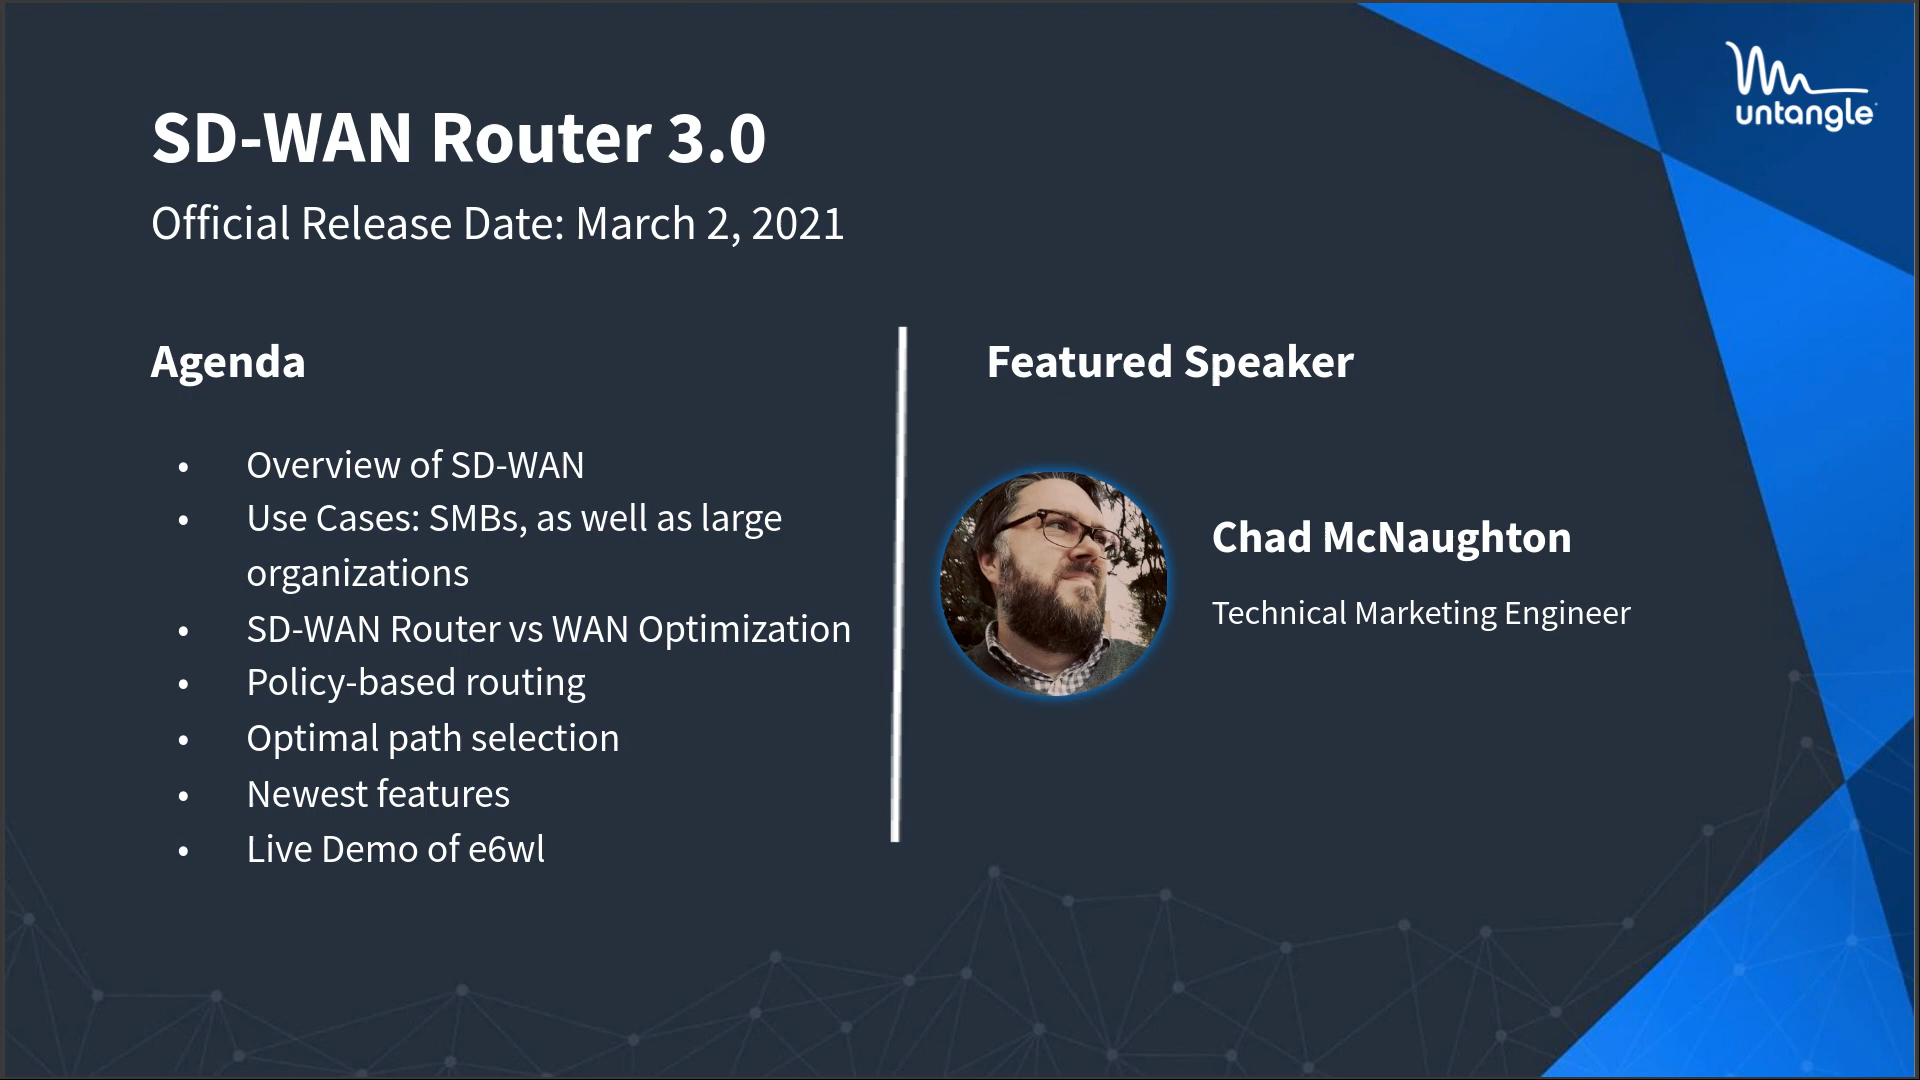 untangle
SD-WAN Router 3.0
Official Release Date: March 2, 2021
Agenda
• Overview of SD-WAN
• Use Cases: SMBs, as well as large
organizations
• SD-WAN Router vs WAN Optimization
• Policy-based routing
• Optimal path selection
• Newest features
• Live Demo of e6wl
Featured Speaker
Chad McNaughton
Technical Marketing Engineer